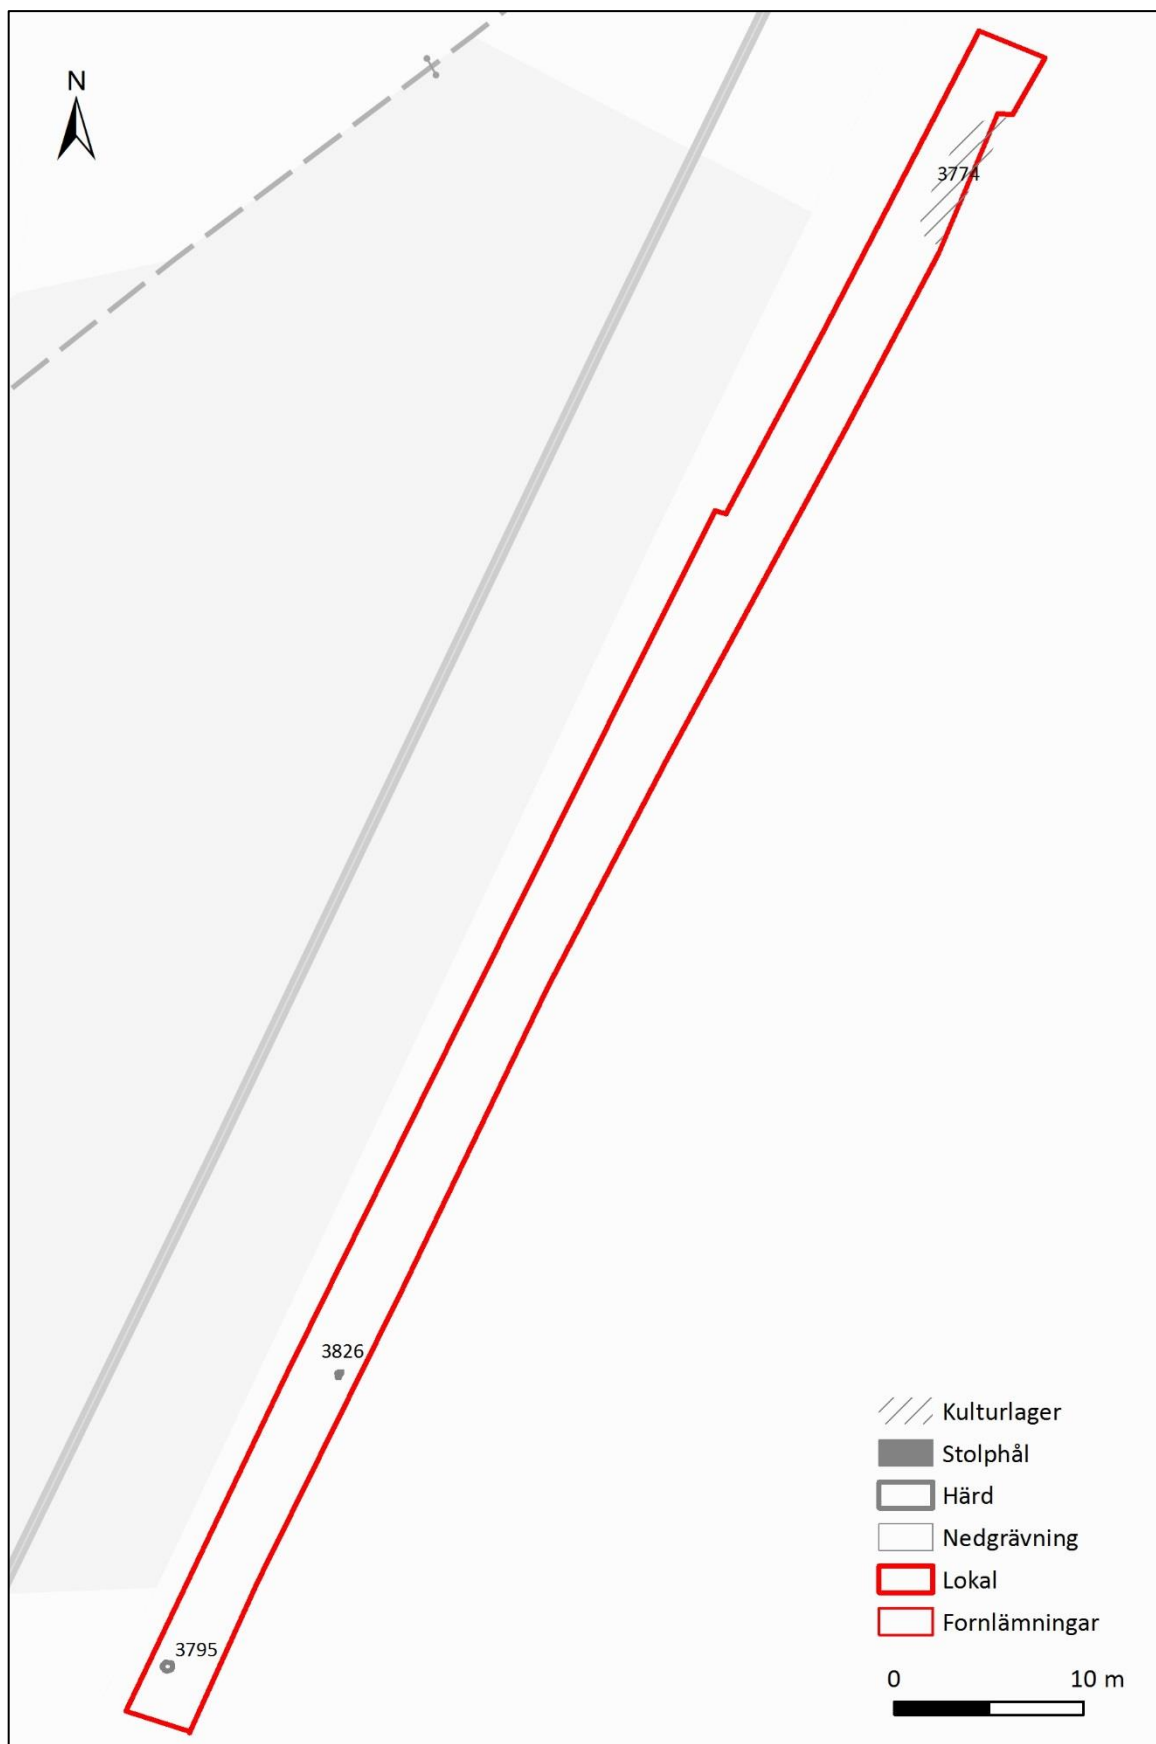 N
3774
3826
3795
Kulturlager
Stolphål
Härd
Nedgrävning
Lokal
Fornlämningar
0 10 m